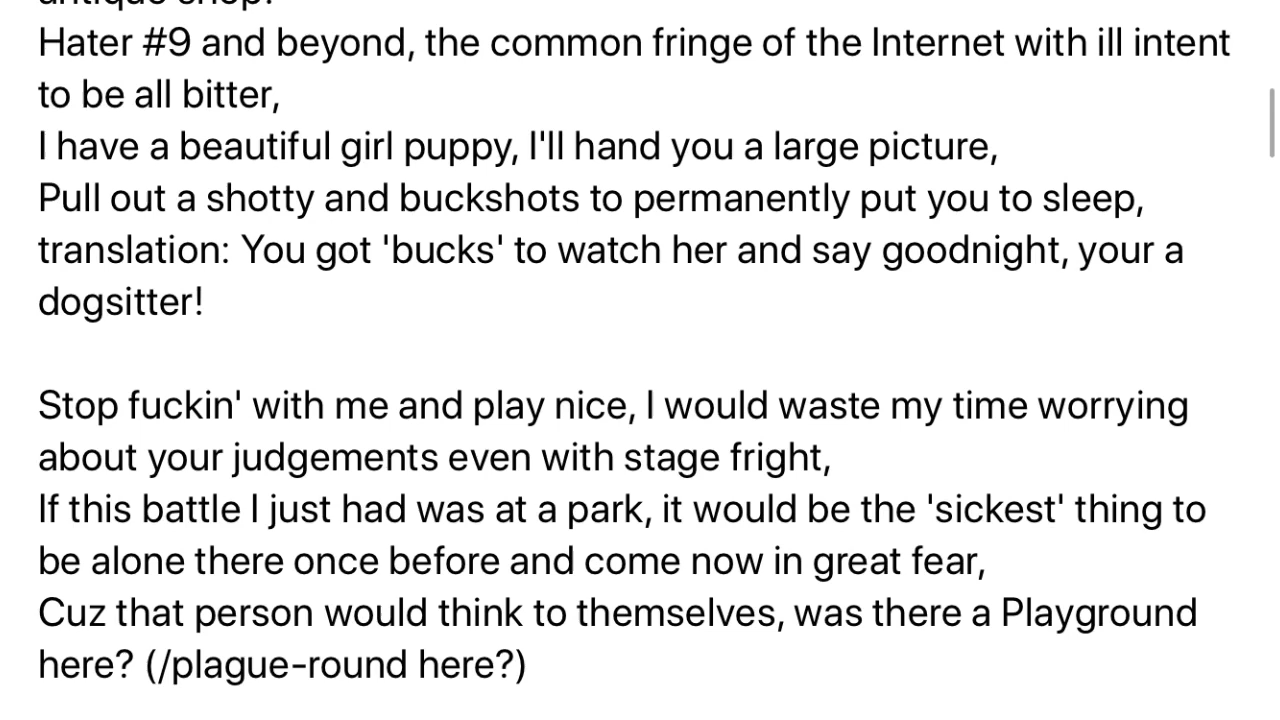 antique shop!
Hater #9 and beyond, the common fringe of the Internet with ill intent
to be all bitter,
I have a beautiful girl puppy, I'll hand you a large picture,
Pull out a shotty and buckshots to permanently put you to sleep,
translation: You got 'bucks' to watch her and say goodnight, your a
dogsitter!
Stop fuckin' with me and play nice, I would waste my time worrying
about your judgements even with stage fright,
If this battle I just had was at a park, it would be the 'sickest' thing to
be alone there once before and come now in great fear,
Cuz that person would think to themselves, was there a Playground
here? (/plague-round here?)